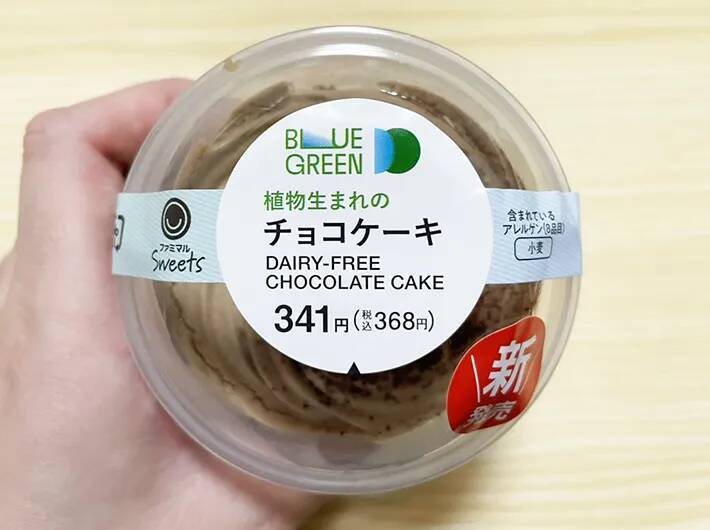 BLUE
GREEN
植物生まれの
チョコケーキ
DAIRY-FREE
CHOCOLATE CAKE
341円(税込368円)
ファミマル
Sweets
含まれている
アレルゲン(8品目)
小麦
新
発売